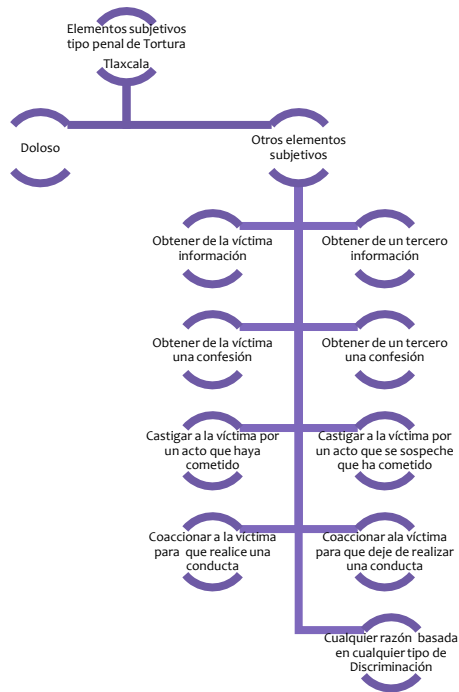 Elementos subjetivos
tipo penal de Tortura
Tlaxcala
Doloso
Otros elementos
subjetivos
Obtener de la víctima
información
Obtener de un tercero
información
Obtener de la víctima
una confesión
Obtener de un tercero
una confesión
Castigar a la víctima por
un acto que haya
cometido
Castigar a la víctima por
un acto que se sospeche
que ha cometido
Coaccionar a la víctima
para que realice una
conducta
Coaccionar ala víctima
para que deje de realizar
una conducta
Cualquier razón basada
en cualquier tipo de
Discriminación